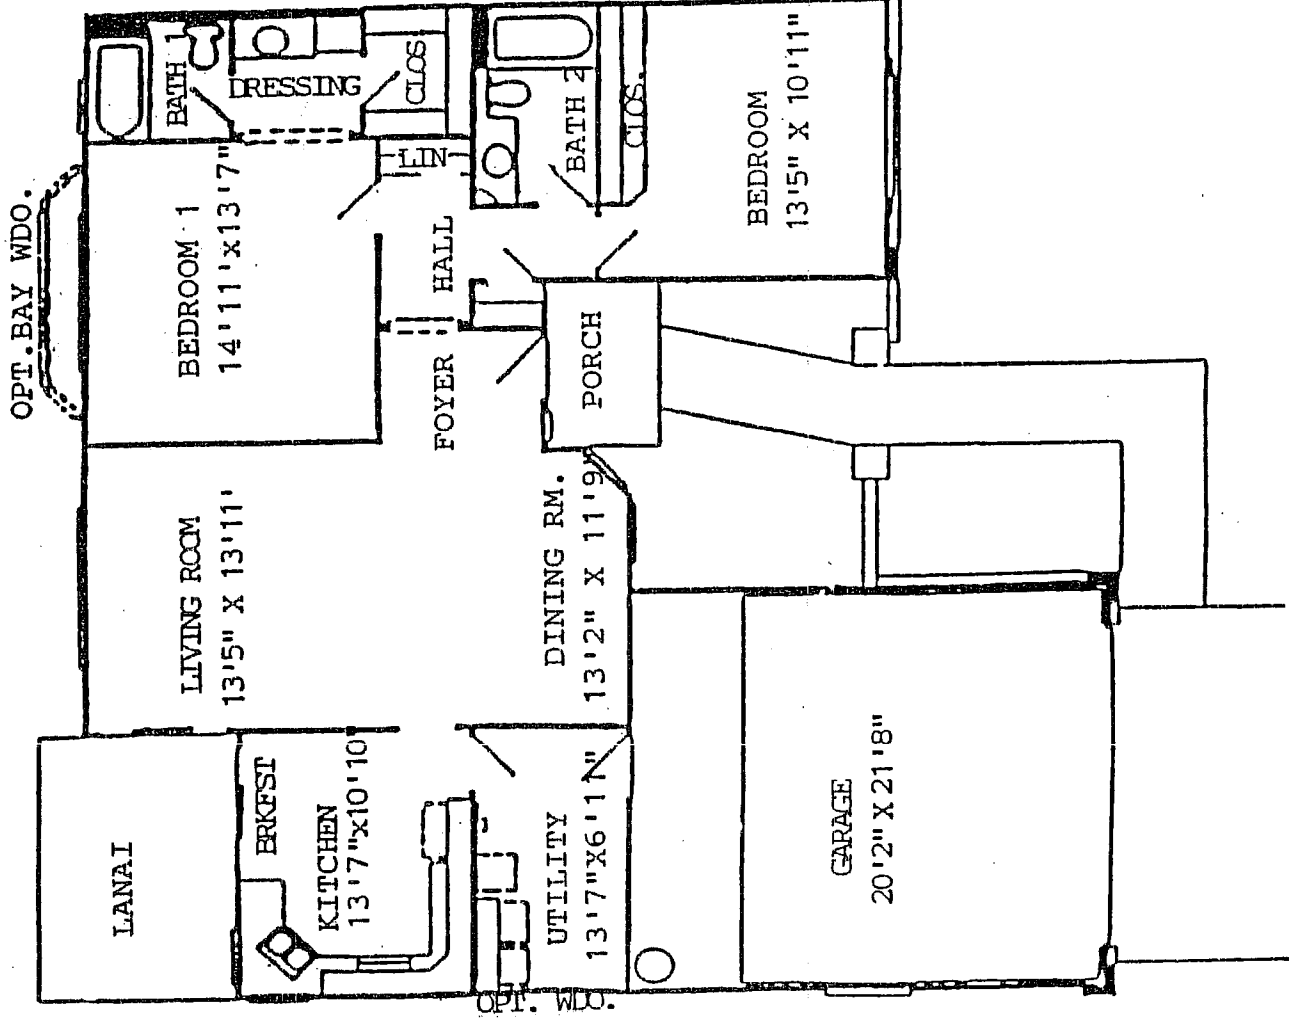 OPT.BAY WDO.
BATH 1
DRESSING
CLOS
BATH 2
CLOS.
BEDROOM
13'5" X 10'11"
LIN
BEDROOM 1
14'11'x13'7"
HALL
FOYER
PORCH
LIVING ROOM
13'5" X 13'11'
DINING RM.
13'2" X 11'9"
LANAI
BRKFST
KITCHEN
13'7"x10'10
UTILITY
13'7"X6'11"
GARAGE
20'2" X 21'8"
OPT. WDO.